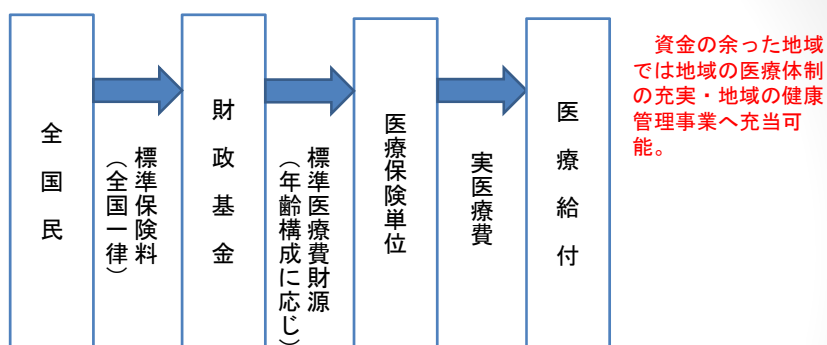 全国民
標準保険料
（全国一律）
財政基金
標準医療費財源
（年齢構成に応じ）
医療保険単位
実医療費
医療給付
資金の余った地域
では地域の医療体制
の充実・地域の健康
管理事業へ充当可
能。